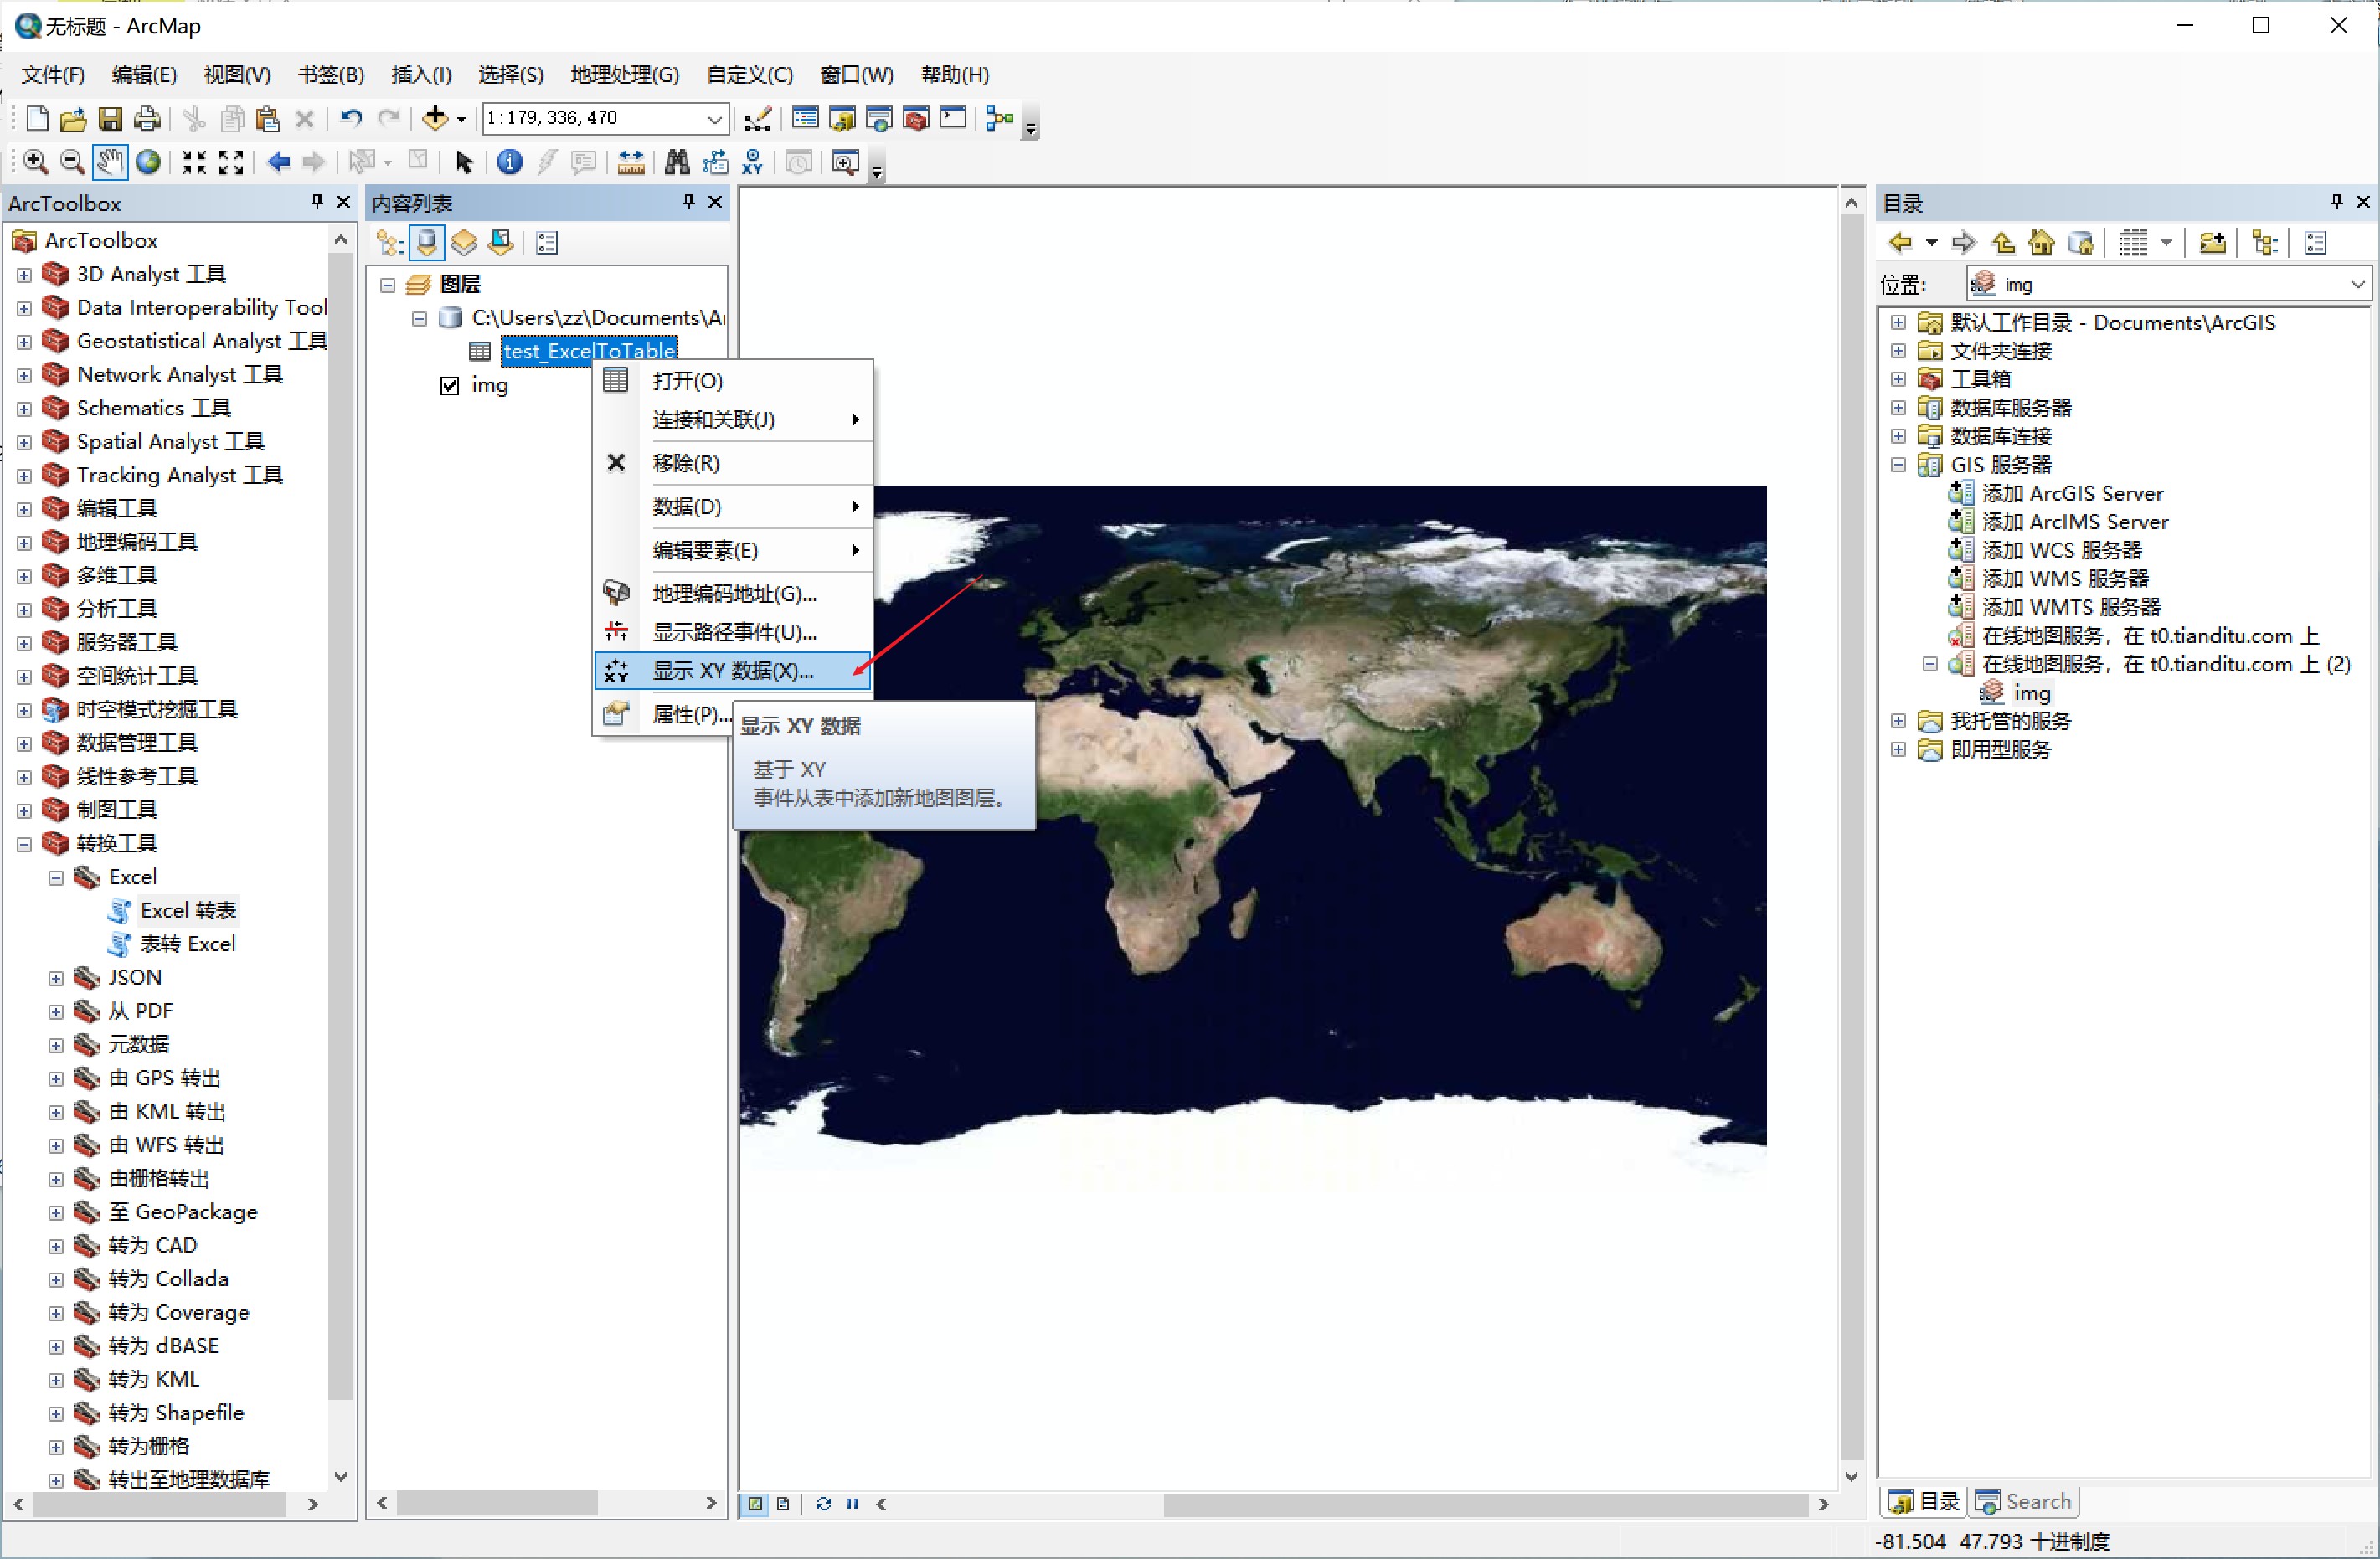 无标题 - ArcMap
文件(F) 编辑(E) 视图(V) 书签(B) 插入(I) 选择(S) 地理处理(G) 自定义(C) 窗口(W) 帮助(H)
1:179,336,470
ArcToolbox
ArcToolbox
3D Analyst 工具
Data Interoperability Tool
Geostatistical Analyst 工具
Network Analyst 工具
Schematics 工具
Spatial Analyst 工具
Tracking Analyst 工具
编辑工具
地理编码工具
多维工具
分析工具
服务器工具
空间统计工具
时空模式挖掘工具
数据管理工具
线性参考工具
制图工具
转换工具
Excel
Excel 转表
表转 Excel
JSON
从 PDF
元数据
由 GPS 转出
由 KML 转出
由 WFS 转出
由栅格转出
至 GeoPackage
转为 CAD
转为 Collada
转为 Coverage
转为 dBASE
转为 KML
转为 Shapefile
转为栅格
转出至地理数据库
内容列表
图层
C:\Users\zz\Documents\A
test_ExcelToTable
img
打开(O)
连接和关联(J)
移除(R)
数据(D)
编辑要素(E)
地理编码地址(G)...
显示路径事件(U)...
显示 XY 数据(X)...
属性(P)...
显示 XY 数据
基于 XY
事件从表中添加新地图图层。
目录
位置: img
默认工作目录 - Documents\ArcGIS
文件夹连接
工具箱
数据库服务器
数据库连接
GIS 服务器
添加 ArcGIS Server
添加 ArcIMS Server
添加 WCS 服务器
添加 WMS 服务器
添加 WMTS 服务器
在线地图服务，在 t0.tianditu.com 上
在线地图服务，在 t0.tianditu.com 上 (2)
img
我托管的服务
即用型服务
目录 Search
-81.504 47.793 十进制度